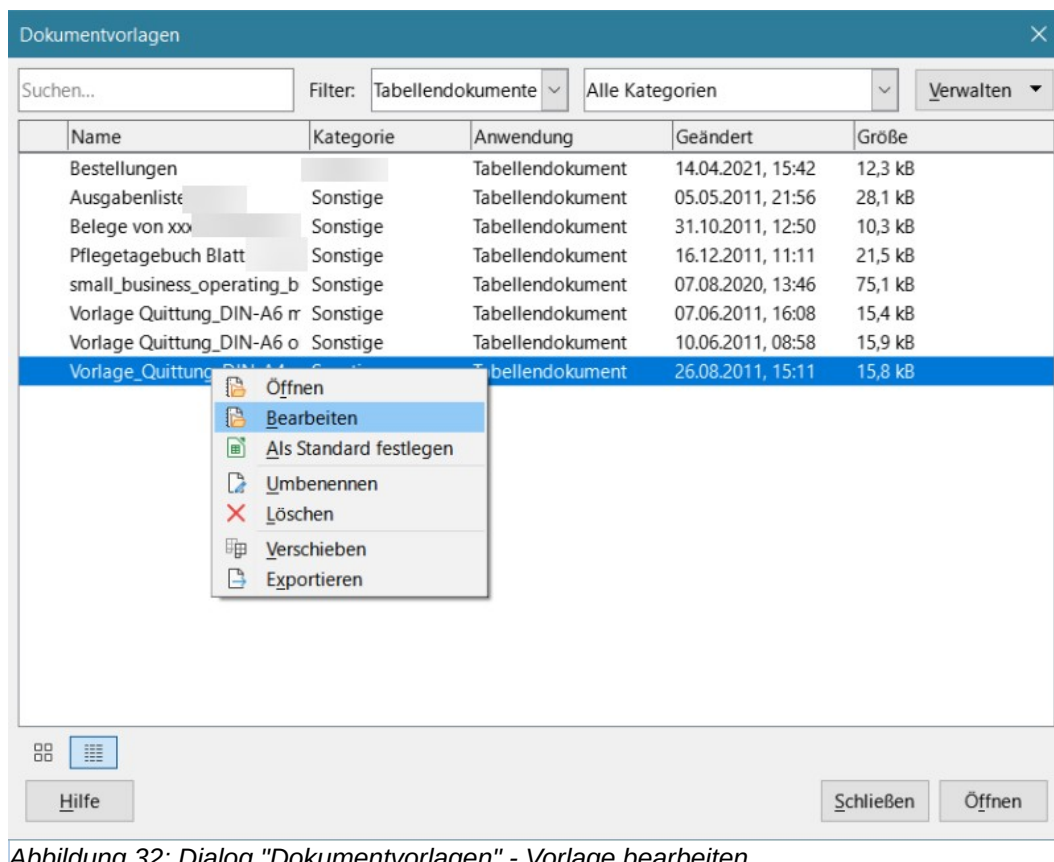 Dokumentvorlagen
Suchen... Filter: Tabellendokumente Alle Kategorien Verwalten
Name Kategorie Anwendung Geändert Größe
Bestellungen Tabellendokument 14.04.2021, 15:42 12,3 kB
Ausgabenliste Sonstige Tabellendokument 05.05.2011, 21:56 28,1 kB
Belege von xxx Sonstige Tabellendokument 31.10.2011, 12:50 10,3 kB
Pflegetagebuch Blatt Sonstige Tabellendokument 16.12.2011, 11:11 21,5 kB
small_business_operating_b Sonstige Tabellendokument 07.08.2020, 13:46 75,1 kB
Vorlage Quittung_DIN-A6 m Sonstige Tabellendokument 07.06.2011, 16:08 15,4 kB
Vorlage Quittung_DIN-A6 o Sonstige Tabellendokument 10.06.2011, 08:58 15,9 kB
Vorlage_Quittung bellendokument 26.08.2011, 15:11 15,8 kB
Öffnen
Bearbeiten
Als Standard festlegen
Umbenennen
Löschen
Verschieben
Exportieren
Hilfe Schließen Öffnen
Abbildung 32: Dialog "Dokumentvorlagen" - Vorlage bearbeiten